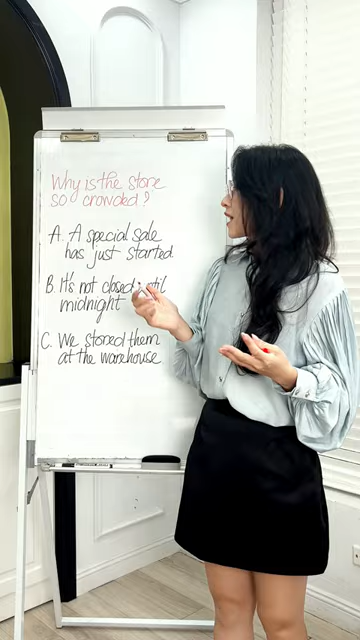 Why is the store
so crowded?
A. A special sale
has just started
B. It's not closed until
midnight
C. We stored them
at the warehouse